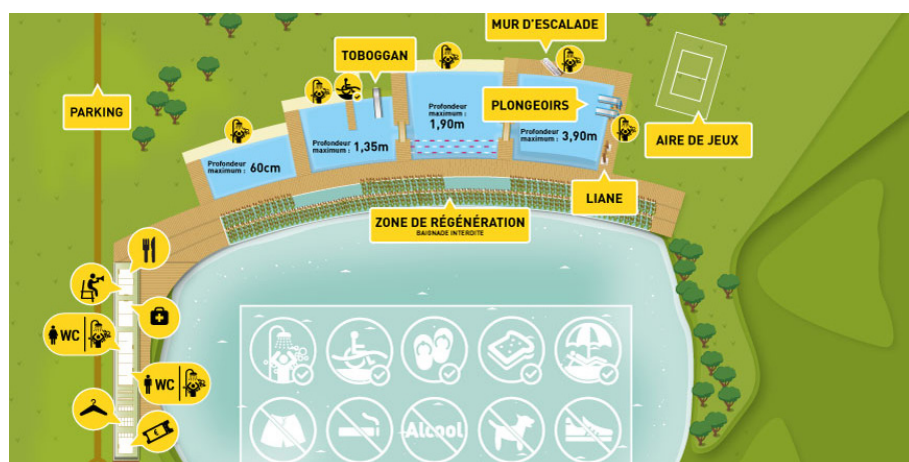 MUR D'ESCALADE
TOBOGGAN
PARKING
PLONGEOIRS
AIRE DE JEUX
Profondeur
maximum : 60cm
Profondeur
maximum : 1,35m
Profondeur
maximum :
1,90m
Profondeur
maximum : 3,90m
LIANE
ZONE DE RÉGÉNÉRATION
BAIGNADE INTERDITE
WC
WC
€
Alcool